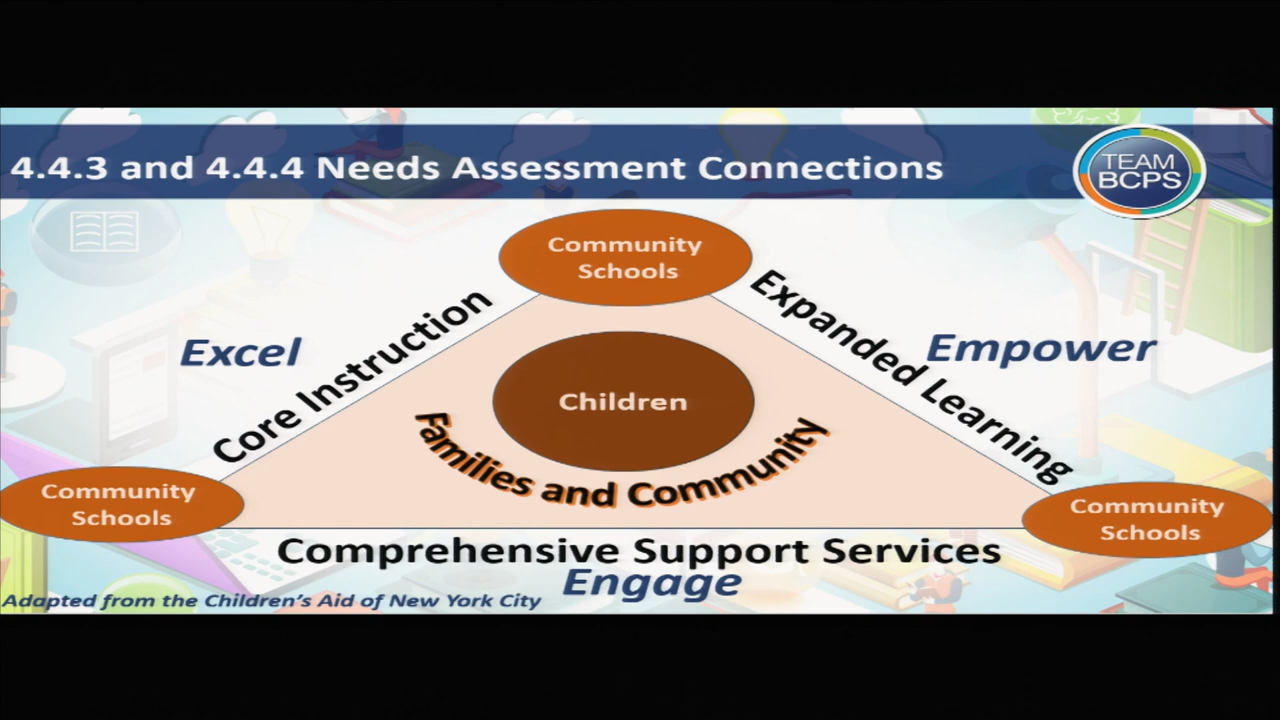 4.4.3 and 4.4.4 Needs Assessment Connections
TEAM
BCPS
Community
Schools
Core Instruction
Expanded Learning
Excel
Empower
Children
Families and Community
Community
Schools
Community
Schools
Comprehensive Support Services
Engage
Adapted from the Children's Aid of New York City